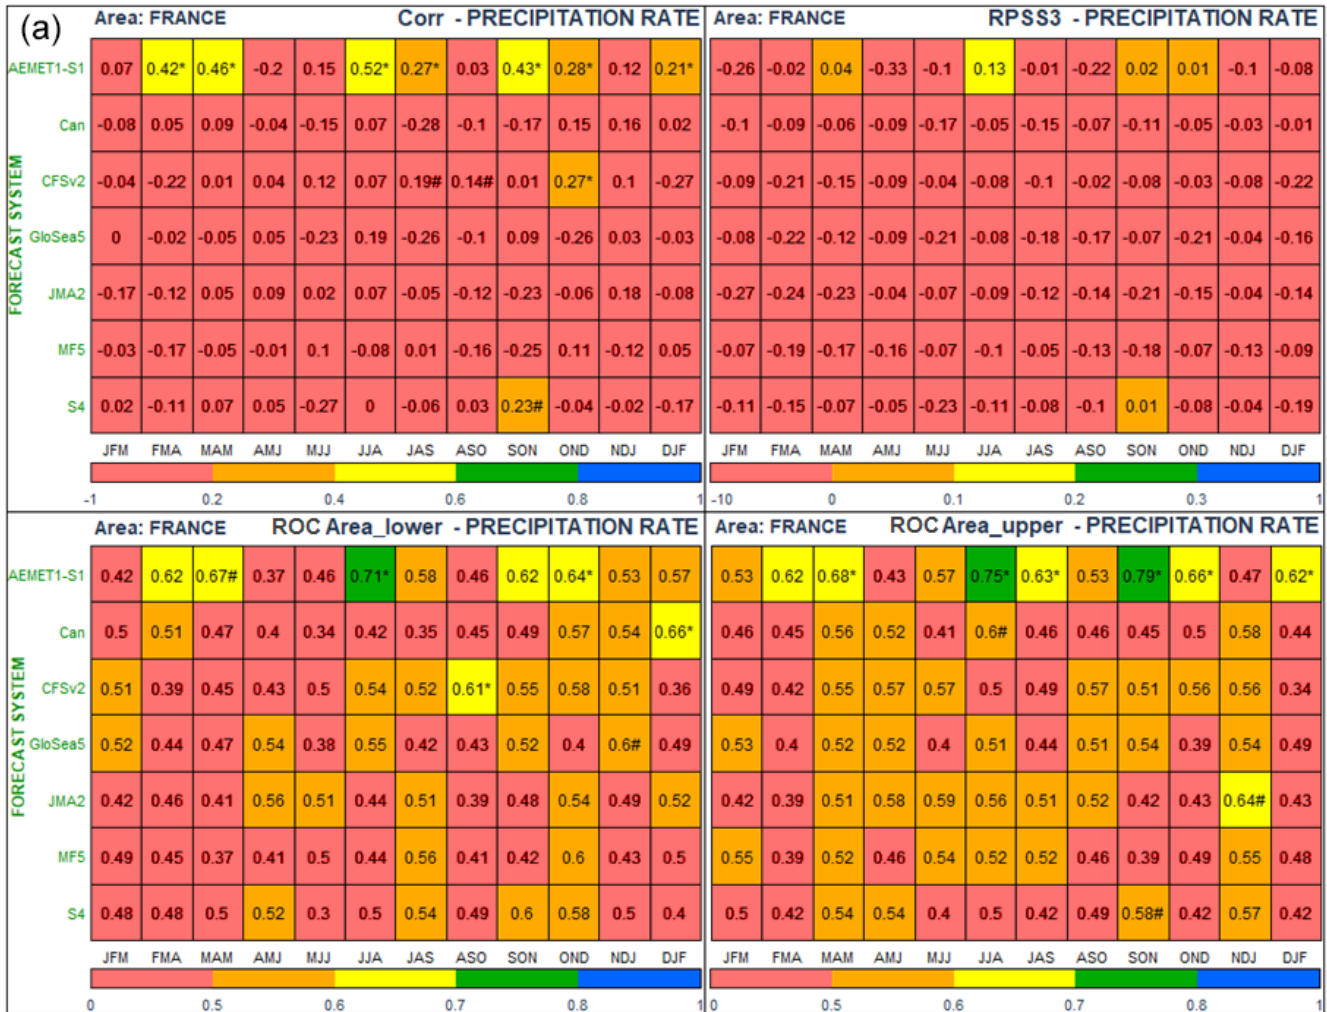 (a)
Area: FRANCE Corr - PRECIPITATION RATE
FORECAST SYSTEM
AEMET1-S1 0.07 0.42* 0.46* -0.2 0.15 0.52* 0.27* 0.03 0.43* 0.28* 0.12 0.21*
Can -0.08 0.05 0.09 -0.04 -0.15 0.07 -0.28 -0.1 -0.17 0.15 0.16 0.02
CFSv2 -0.04 -0.22 0.01 0.04 0.12 0.07 0.19# 0.14# 0.01 0.27* 0.1 -0.27
GloSea5 0 -0.02 -0.05 0.05 -0.23 0.19 -0.26 -0.1 0.09 -0.26 0.03 -0.03
JMA2 -0.17 -0.12 0.05 0.09 0.02 0.07 -0.05 -0.12 -0.23 -0.06 0.18 -0.08
MF5 -0.03 -0.17 -0.05 -0.01 0.1 -0.08 0.01 -0.16 -0.25 0.11 -0.12 0.05
S4 0.02 -0.11 0.07 0.05 -0.27 0 -0.06 0.03 0.23# -0.04 -0.02 -0.17
JFM FMA MAM AMJ MJJ JJA JAS ASO SON OND NDJ DJF
-1 0.2 0.4 0.6 0.8 1
Area: FRANCE RPSS3 - PRECIPITATION RATE
-0.26 -0.02 0.04 -0.33 -0.1 0.13 -0.01 -0.22 0.02 0.01 -0.1 -0.08
-0.1 -0.09 -0.06 -0.09 -0.17 -0.05 -0.15 -0.07 -0.11 -0.05 -0.03 -0.01
-0.09 -0.21 -0.15 -0.09 -0.04 -0.08 -0.1 -0.02 -0.08 -0.03 -0.08 -0.22
-0.08 -0.22 -0.12 -0.09 -0.21 -0.08 -0.18 -0.17 -0.07 -0.21 -0.04 -0.16
-0.27 -0.24 -0.23 -0.04 -0.07 -0.09 -0.12 -0.14 -0.21 -0.15 -0.04 -0.14
-0.07 -0.19 -0.17 -0.16 -0.07 -0.1 -0.05 -0.13 -0.18 -0.07 -0.13 -0.09
-0.11 -0.15 -0.07 -0.05 -0.23 -0.11 -0.08 -0.1 0.01 -0.08 -0.04 -0.19
JFM FMA MAM AMJ MJJ JJA JAS ASO SON OND NDJ DJF
-10 0 0.1 0.2 0.3 1
Area: FRANCE ROC Area_lower - PRECIPITATION RATE
FORECAST SYSTEM
AEMET1-S1 0.42 0.62 0.67# 0.37 0.46 0.71* 0.58 0.46 0.62 0.64* 0.53 0.57
Can 0.5 0.51 0.47 0.4 0.34 0.42 0.35 0.45 0.49 0.57 0.54 0.66*
CFSv2 0.51 0.39 0.45 0.43 0.5 0.54 0.52 0.61* 0.55 0.58 0.51 0.36
GloSea5 0.52 0.44 0.47 0.54 0.38 0.55 0.42 0.43 0.52 0.4 0.6# 0.49
JMA2 0.42 0.46 0.41 0.56 0.51 0.44 0.51 0.39 0.48 0.54 0.49 0.52
MF5 0.49 0.45 0.37 0.41 0.5 0.44 0.56 0.41 0.42 0.6 0.43 0.5
S4 0.48 0.48 0.5 0.52 0.3 0.5 0.54 0.49 0.6 0.58 0.5 0.4
JFM FMA MAM AMJ MJJ JJA JAS ASO SON OND NDJ DJF
0 0.5 0.6 0.7 0.8 1
Area: FRANCE ROC Area_upper - PRECIPITATION RATE
0.53 0.62 0.68* 0.43 0.57 0.75* 0.63* 0.53 0.79* 0.66* 0.47 0.62*
0.46 0.45 0.56 0.52 0.41 0.6# 0.46 0.46 0.45 0.5 0.58 0.44
0.49 0.42 0.55 0.57 0.57 0.5 0.49 0.57 0.51 0.56 0.56 0.34
0.53 0.4 0.52 0.52 0.4 0.51 0.44 0.51 0.54 0.39 0.54 0.49
0.42 0.39 0.51 0.58 0.59 0.56 0.51 0.52 0.42 0.43 0.64# 0.43
0.55 0.39 0.52 0.46 0.54 0.52 0.52 0.46 0.39 0.49 0.55 0.48
0.5 0.42 0.54 0.54 0.4 0.5 0.42 0.49 0.58# 0.42 0.57 0.42
JFM FMA MAM AMJ MJJ JJA JAS ASO SON OND NDJ DJF
0 0.5 0.6 0.7 0.8 1